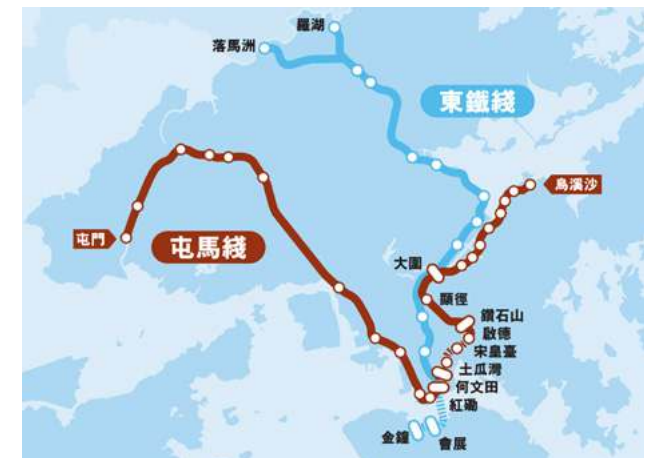 羅湖
落馬洲
東鐵綫
烏溪沙
屯門
屯馬綫
大圍
顯徑
鑽石山
啟德
宋皇臺
土瓜灣
何文田
紅磡
金鐘
會展